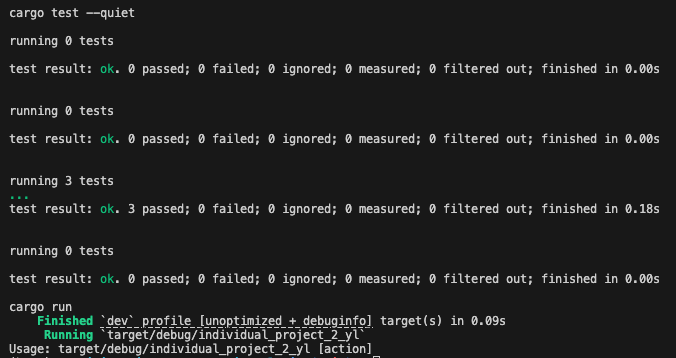 cargo test --quiet
running 0 tests
test result: ok. 0 passed; 0 failed; 0 ignored; 0 measured; 0 filtered out; finished in 0.00s
running 0 tests
test result: ok. 0 passed; 0 failed; 0 ignored; 0 measured; 0 filtered out; finished in 0.00s
running 3 tests
...
test result: ok. 3 passed; 0 failed; 0 ignored; 0 measured; 0 filtered out; finished in 0.18s
running 0 tests
test result: ok. 0 passed; 0 failed; 0 ignored; 0 measured; 0 filtered out; finished in 0.00s
cargo run
Finished `dev` profile [unoptimized + debuginfo] target(s) in 0.09s
Running `target/debug/individual_project_2_yl`
Usage: target/debug/individual_project_2_yl [action]